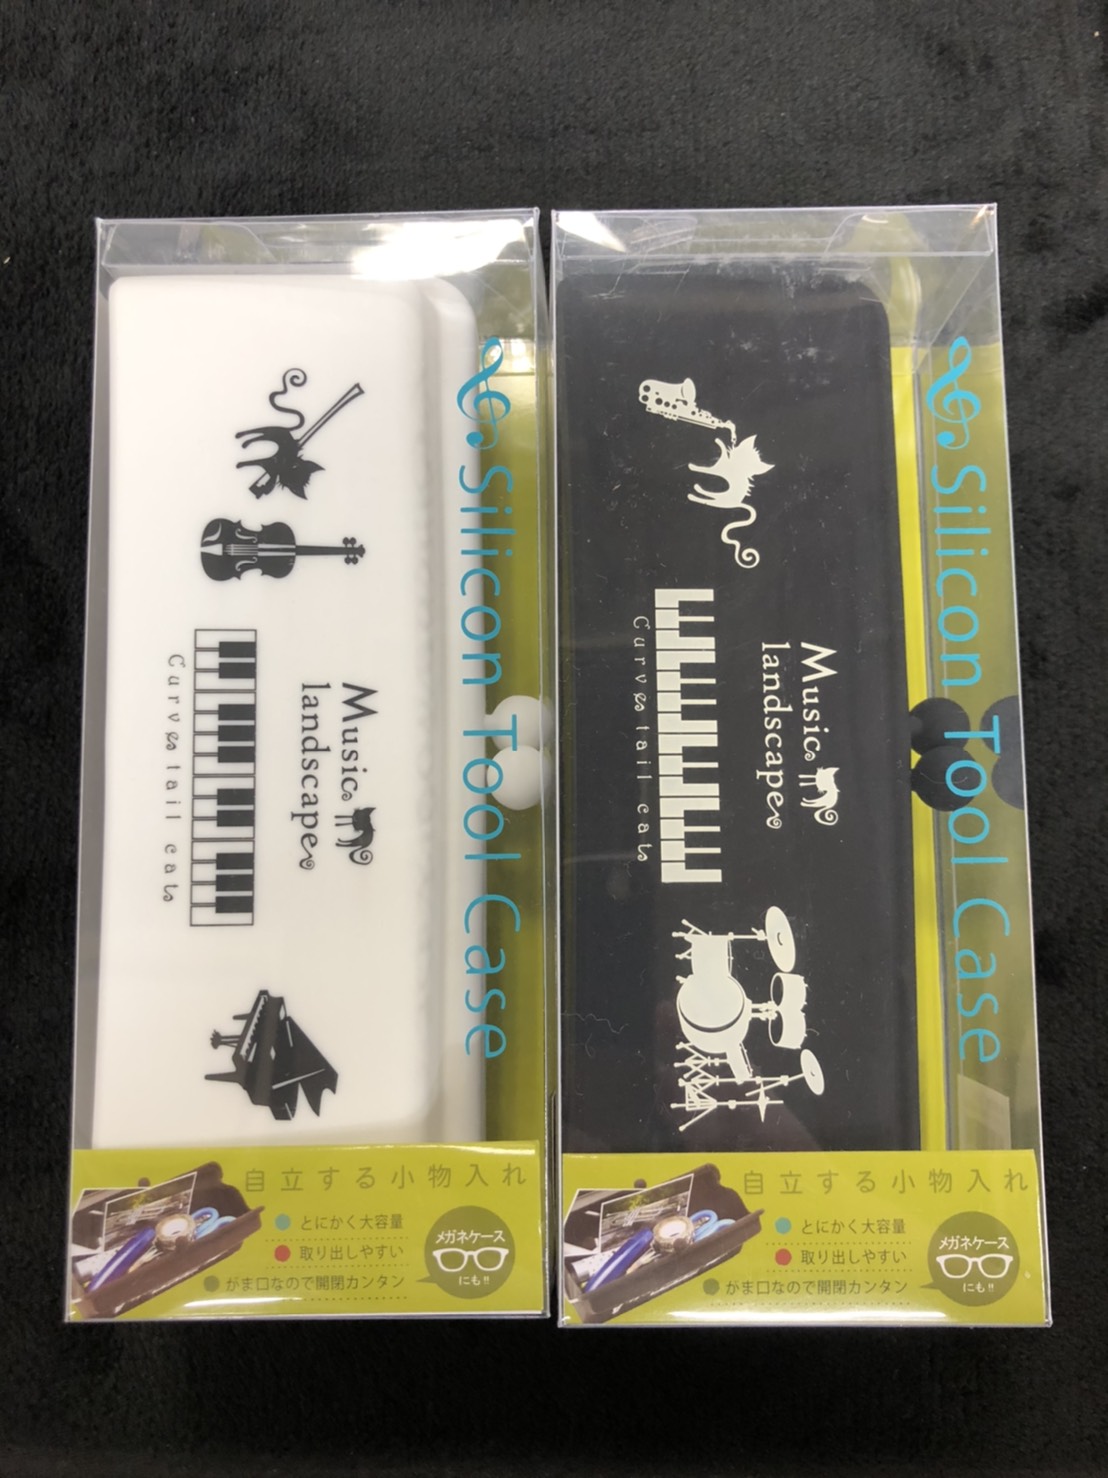 Silicon Tool Case
Music
landscape
Curves tail cats
自立する小物入れ
とにかく大容量
取り出しやすい
がま口なので開閉カンタン
メガネケース
にも!!
Silicon Tool Case
Music
landscape
Curves tail cats
自立する小物入れ
とにかく大容量
取り出しやすい
がま口なので開閉カンタン
メガネケース
にも!!